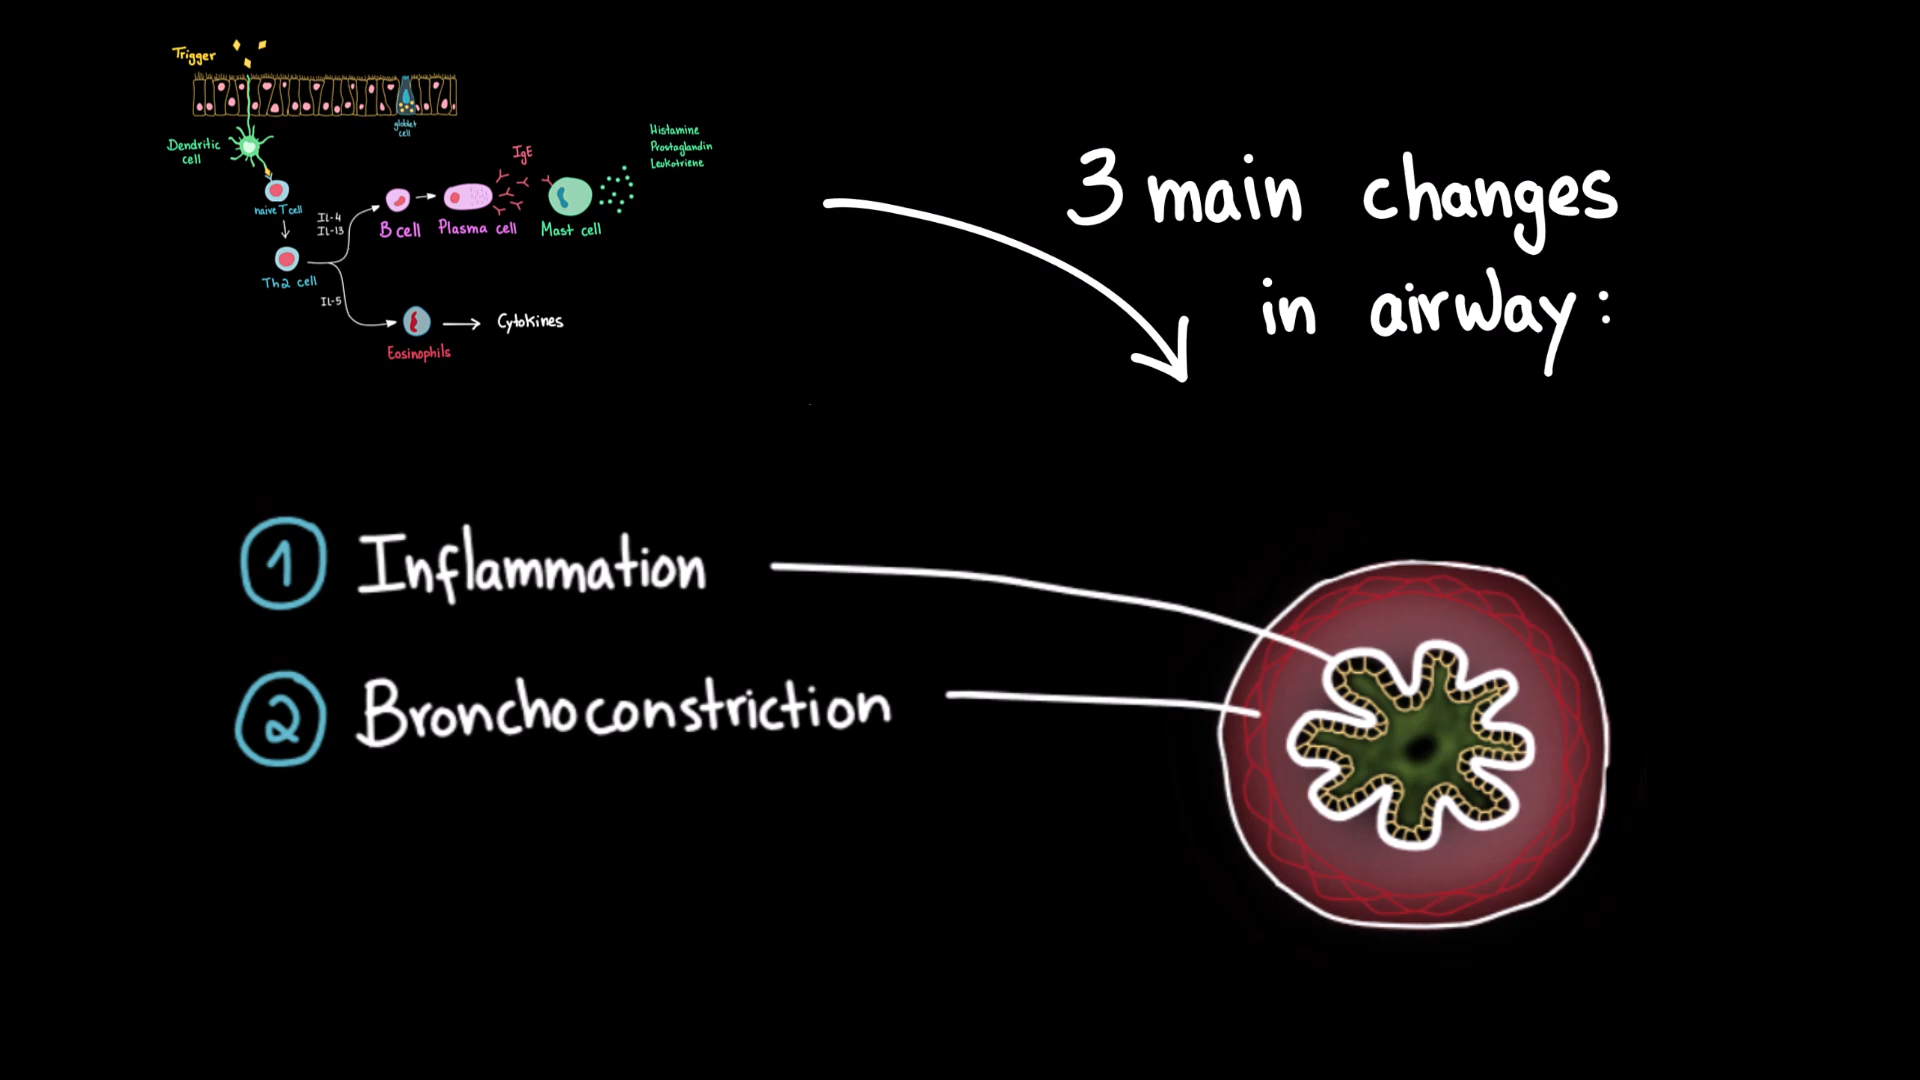 Trigger
globlet
cell
Dendritic
cell
naive T cell
IL-4
IL-13
Th2 cell
IL-5
B cell
Plasma cell
IgE
Mast cell
Histamine
Prostaglandin
Leukotriene
Eosinophils
Cytokines
3 main changes
in airway:
1 Inflammation
2 Bronchoconstriction